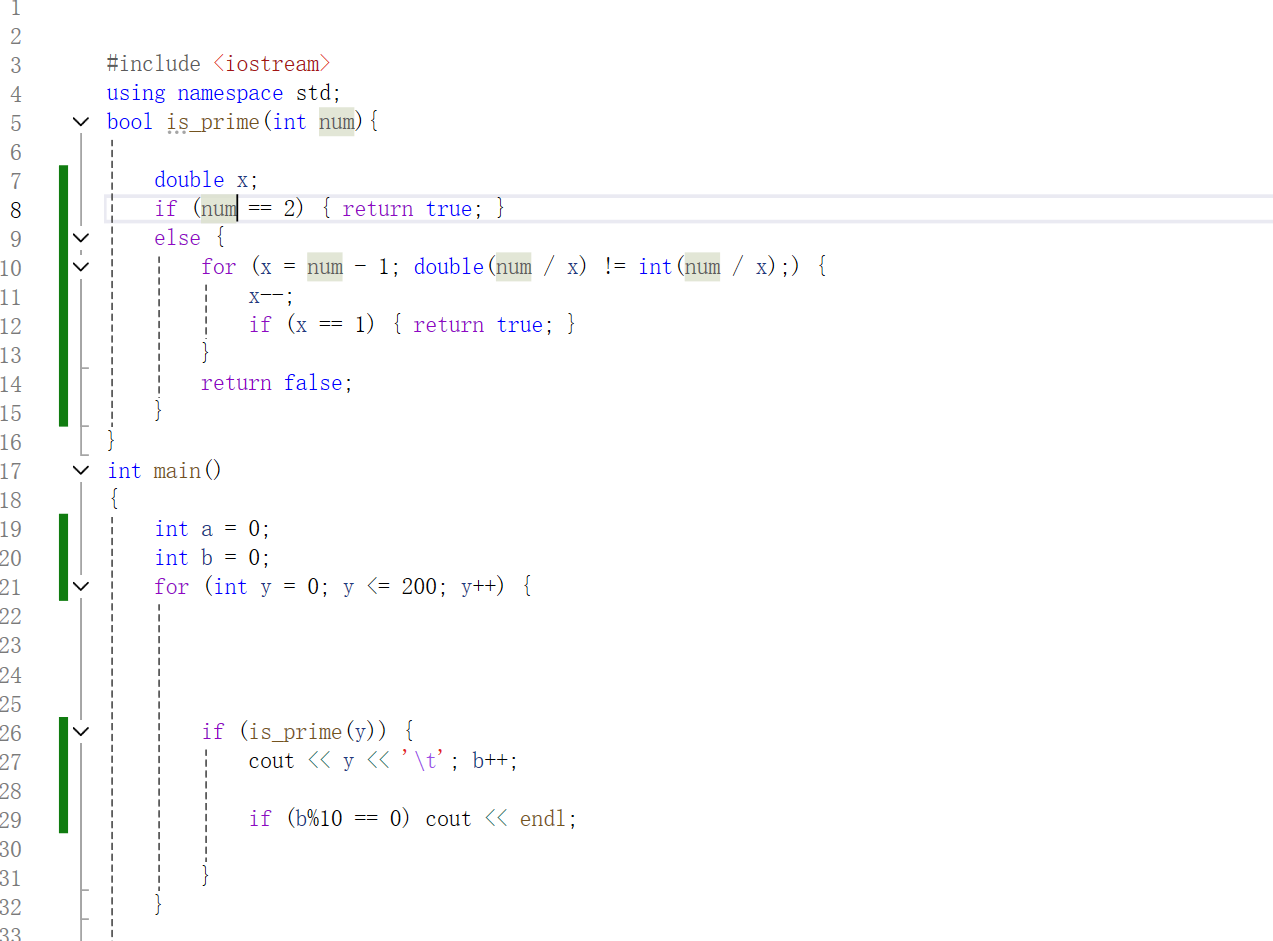 1
2
3 #include <iostream>
4 using namespace std;
5 bool is_prime(int num){
6
7 double x;
8 if (num == 2) { return true; }
9 else {
10 for (x = num - 1; double(num / x) != int(num / x);) {
11 x--;
12 if (x == 1) { return true; }
13 }
14 return false;
15 }
16 }
17 int main()
18 {
19 int a = 0;
20 int b = 0;
21 for (int y = 0; y <= 200; y++) {
22
23
24
25
26 if (is_prime(y)) {
27 cout << y << '\t'; b++;
28
29 if (b%10 == 0) cout << endl;
30
31 }
32 }
33